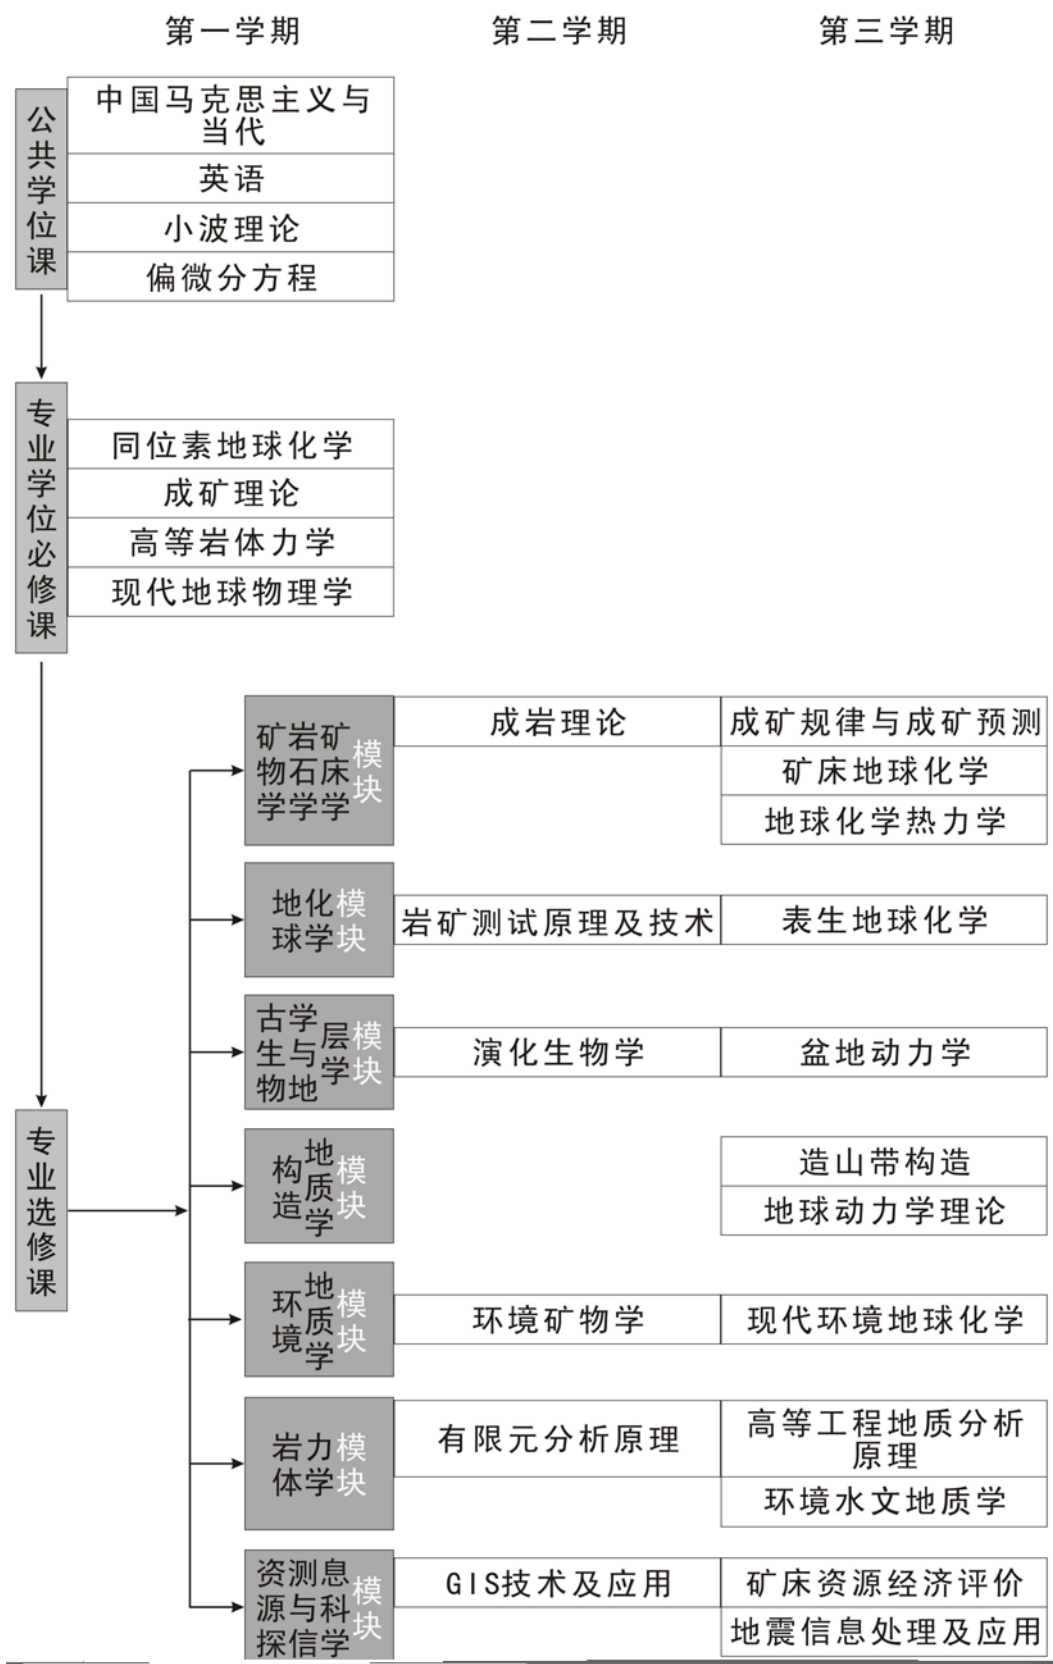 第一学期 第二学期 第三学期
公共学位课
中国马克思主义与
当代
英语
小波理论
偏微分方程
专业学位必修课
同位素地球化学
成矿理论
高等岩体力学
现代地球物理学
专业选修课
矿物学岩石学矿床学模块
成岩理论
成矿规律与成矿预测
矿床地球化学
地球化学热力学
地球化学模块
岩矿测试原理及技术
表生地球化学
古生物学与地层学模块
演化生物学
盆地动力学
构造地质学模块
造山带构造
地球动力学理论
环境地质学模块
环境矿物学
现代环境地球化学
岩体力学模块
有限元分析原理
高等工程地质分析
原理
环境水文地质学
资源探测与信息科学模块
GIS技术及应用
矿床资源经济评价
地震信息处理及应用